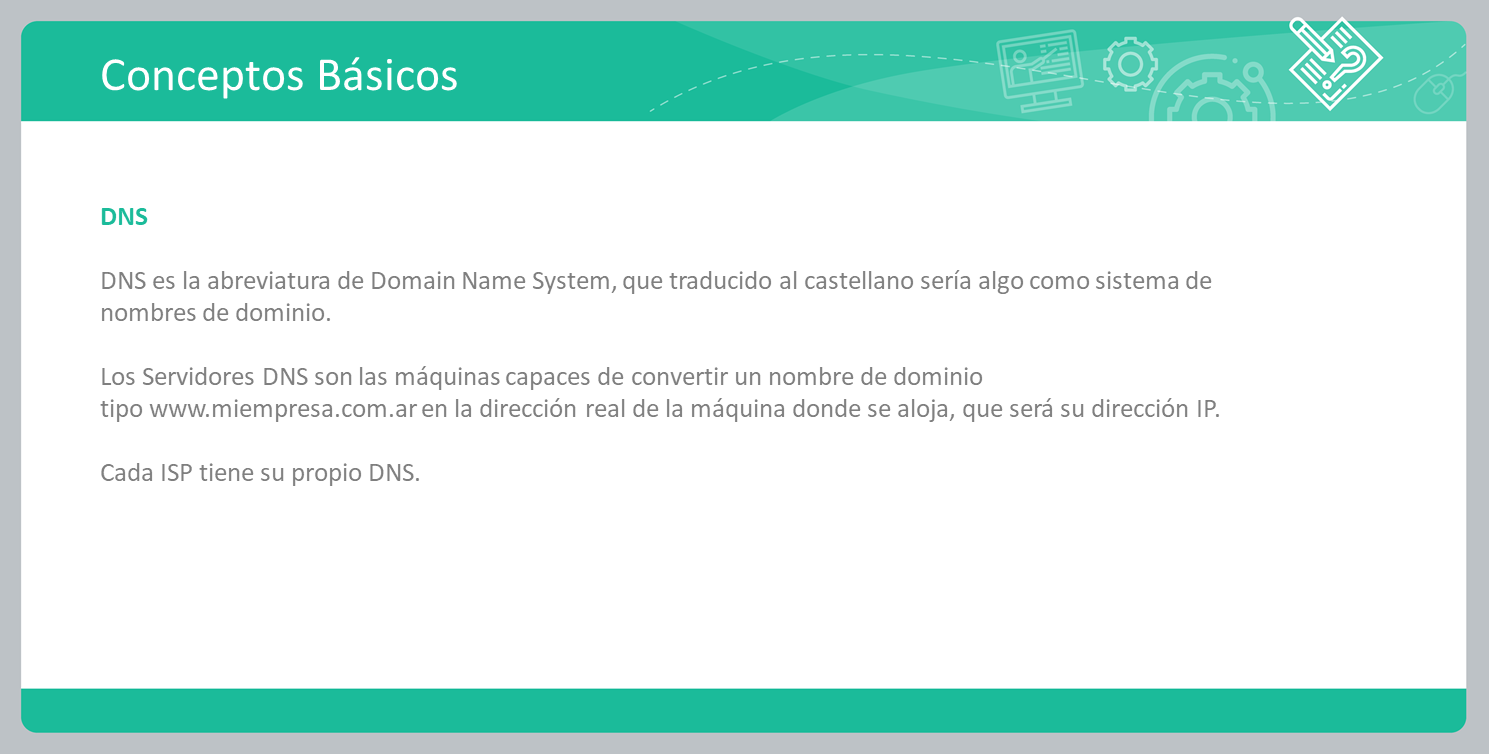 Conceptos Básicos
DNS
DNS es la abreviatura de Domain Name System, que traducido al castellano sería algo como sistema de
nombres de dominio.
Los Servidores DNS son las máquinas capaces de convertir un nombre de dominio
tipo www.miempresa.com.ar en la dirección real de la máquina donde se aloja, que será su dirección IP.
Cada ISP tiene su propio DNS.